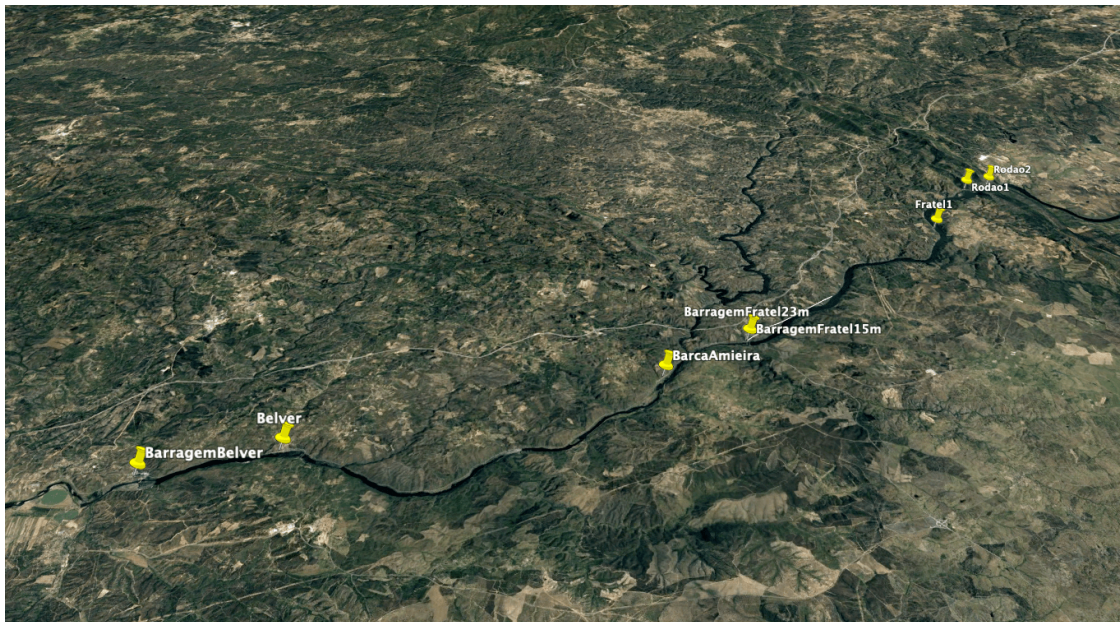 Rodao2
Rodao1
Fratel1
BarragemFratel23m
BarragemFratel15m
BarcaAmieira
Belver
BarragemBelver